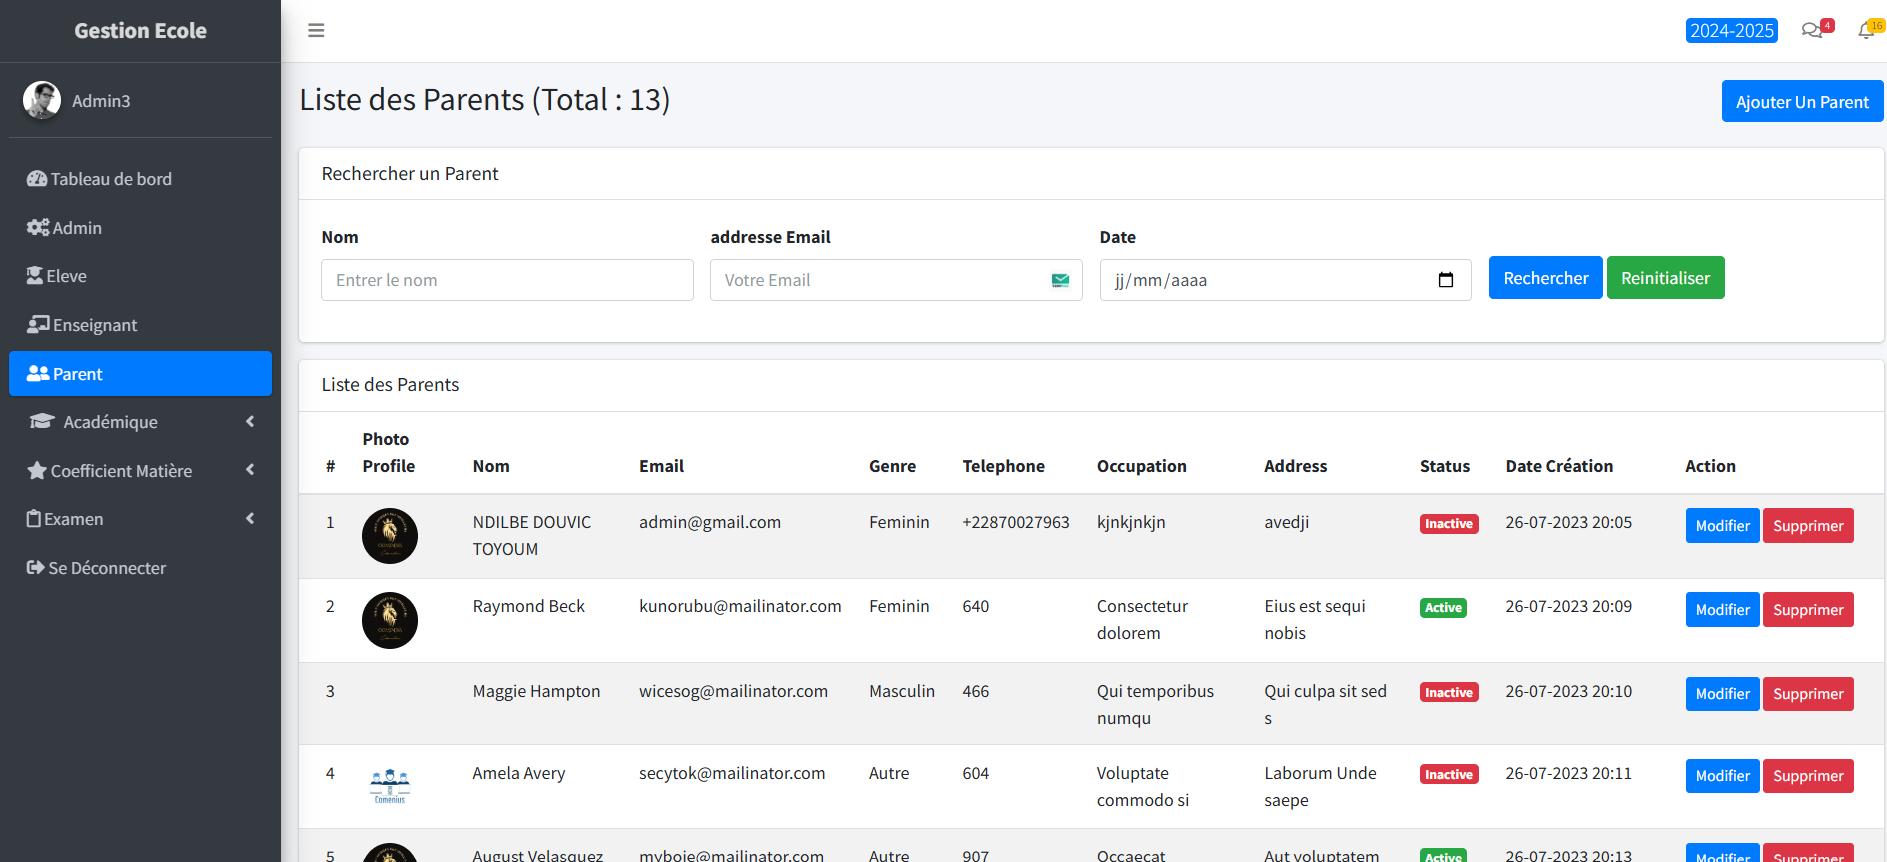 Gestion Ecole
2024-2025
4
16
Admin3
Tableau de bord
Admin
Eleve
Enseignant
Parent
Académique
Coefficient Matière
Examen
Se Déconnecter
Liste des Parents (Total : 13)
Ajouter Un Parent
Rechercher un Parent
Nom
addresse Email
Date
Entrer le nom
Votre Email
jj/mm/aaaa
Rechercher
Reinitialiser
Liste des Parents
# Photo Profile Nom Email Genre Telephone Occupation Address Status Date Création Action
1 NDILBE DOUVIC TOYOUM admin@gmail.com Feminin +22870027963 kjnkjnkjn avedji Inactive 26-07-2023 20:05 Modifier Supprimer
2 Raymond Beck kunorubu@mailinator.com Feminin 640 Consectetur dolorem Eius est sequi nobis Active 26-07-2023 20:09 Modifier Supprimer
3 Maggie Hampton wicesog@mailinator.com Masculin 466 Qui temporibus numqu Qui culpa sit sed s Inactive 26-07-2023 20:10 Modifier Supprimer
4 Comenius Amela Avery secytok@mailinator.com Autre 604 Voluptate commodo si Laborum Unde saepe Inactive 26-07-2023 20:11 Modifier Supprimer
5 August Velasquez myboje@mailinator.com Autre 907 Occaecat Aut voluptatem Active 26-07-2023 20:13 Modifier Supprimer